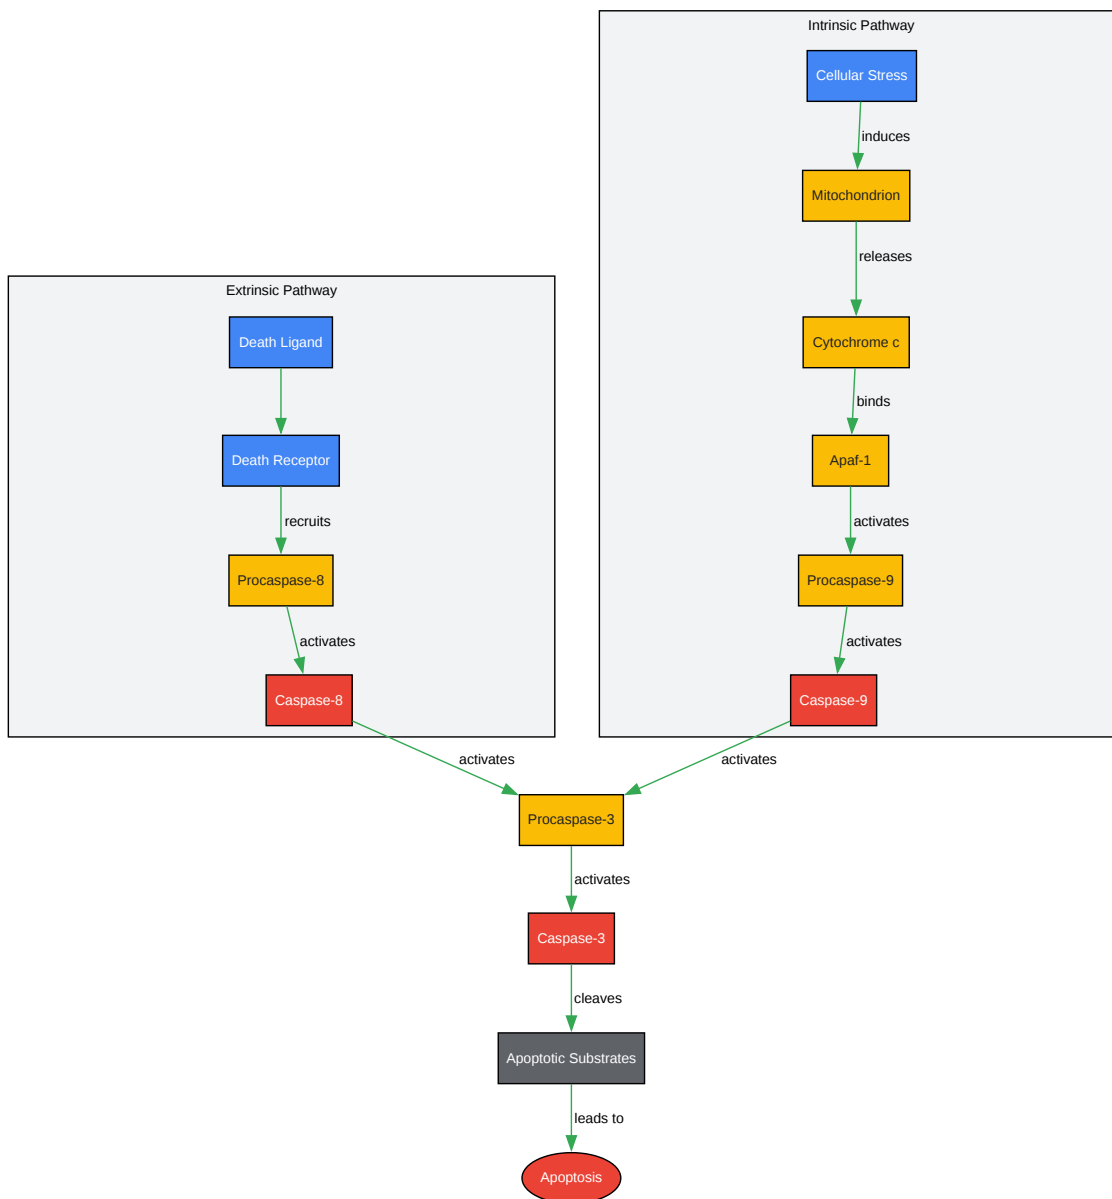 Intrinsic Pathway
Cellular Stress
induces
Mitochondrion
releases
Cytochrome c
binds
Apaf-1
activates
Procaspase-9
activates
Caspase-9
Extrinsic Pathway
Death Ligand
Death Receptor
recruits
Procaspase-8
activates
Caspase-8
activates
activates
Procaspase-3
activates
Caspase-3
cleaves
Apoptotic Substrates
leads to
Apoptosis